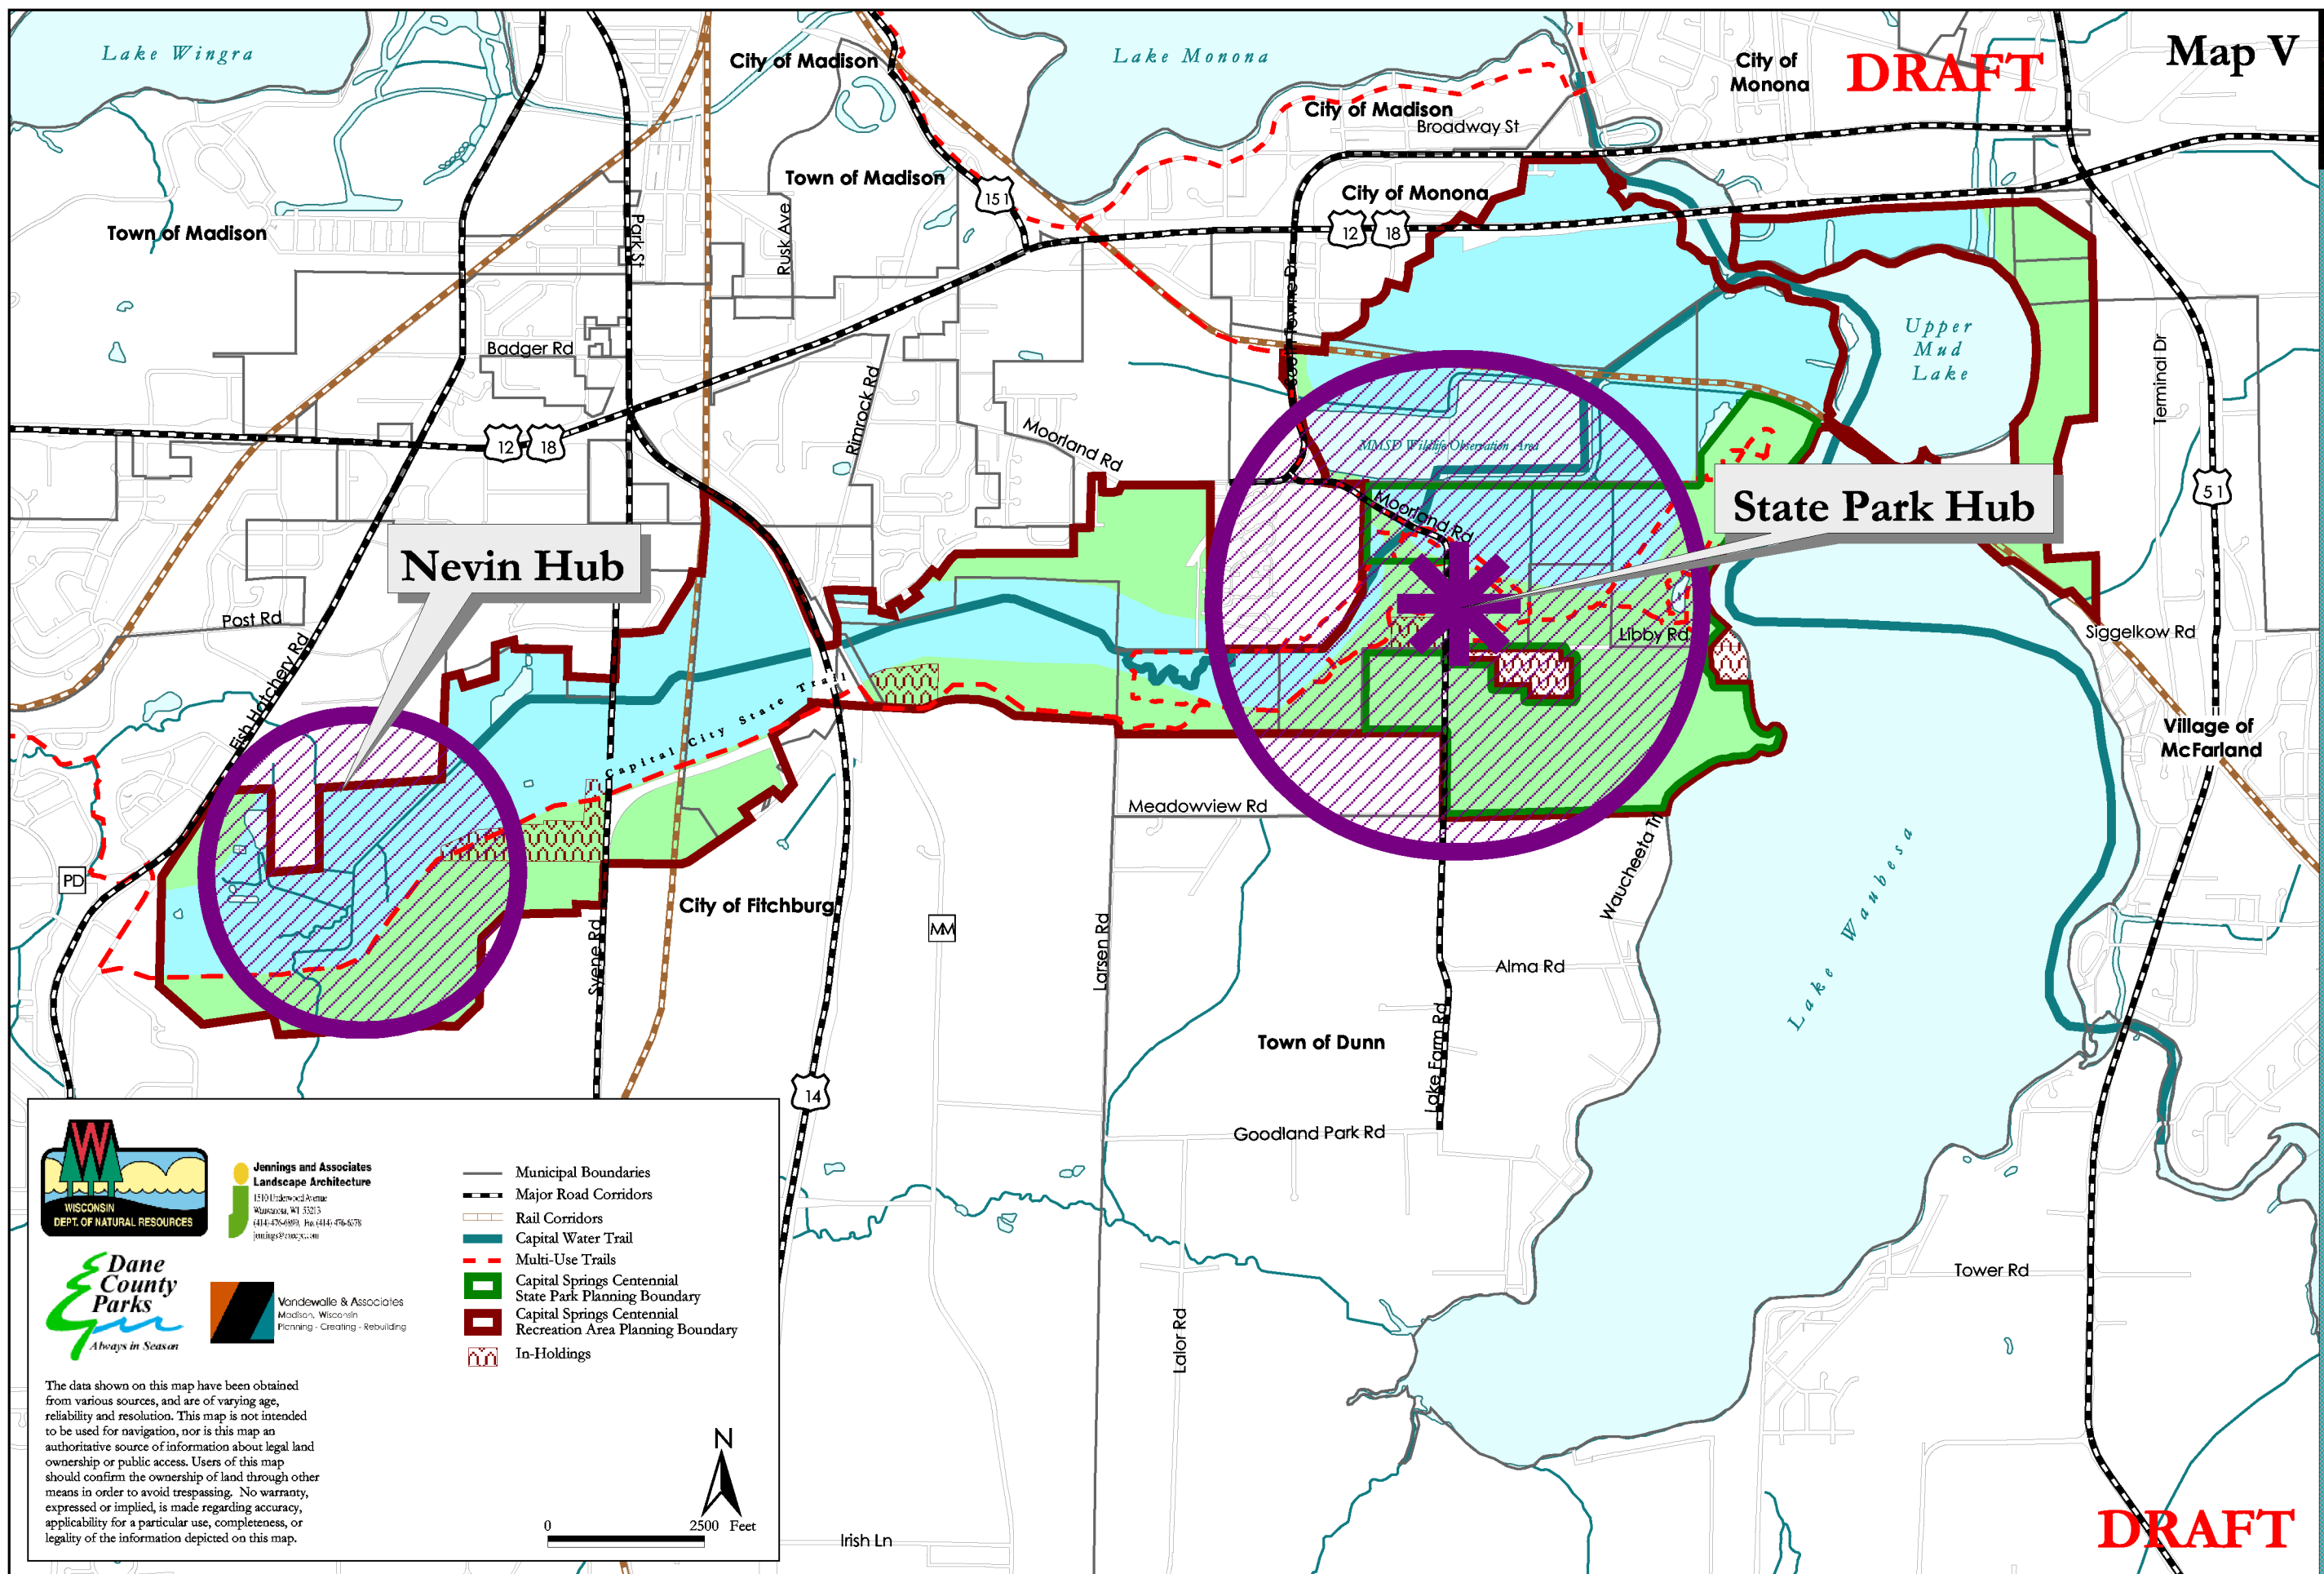 Map V
DRAFT
Lake Wingra
City of Madison
Lake Monona
City of
Monona
City of Madison
Broadway St
Town of Madison
151
City of Monona
12
18
Town of Madison
Park St
Rusk Ave
Upper
Mud
Lake
Badger Rd
Rimrock Rd
Terminal Dr
Moorland Rd
12
18
MMSD Wildlife Observation Area
51
State Park Hub
Moorland Rd
Nevin Hub
Post Rd
Libby Rd
Siggelkow Rd
Fish Hatchery Rd
Capital City State Trail
Village of
McFarland
Meadowview Rd
Waucheeta Trl
Lake Waubesa
PD
City of Fitchburg
MM
Syene Rd
Larsen Rd
Alma Rd
Town of Dunn
Lake Farm Rd
14
Goodland Park Rd
Tower Rd
Lalor Rd
Irish Ln
WISCONSIN
DEPT. OF NATURAL RESOURCES
Jennings and Associates
Landscape Architecture
1510 Underwood Avenue
Wauwatosa, WI 53213
Dane
County
Parks
Always in Season
Vandewalle & Associates
Madison, Wisconsin
Planning - Creating - Rebuilding
Municipal Boundaries
Major Road Corridors
Rail Corridors
Capital Water Trail
Multi-Use Trails
Capital Springs Centennial
State Park Planning Boundary
Capital Springs Centennial
Recreation Area Planning Boundary
In-Holdings
The data shown on this map have been obtained
from various sources, and are of varying age,
reliability and resolution. This map is not intended
to be used for navigation, nor is this map an
authoritative source of information about legal land
ownership or public access. Users of this map
should confirm the ownership of land through other
means in order to avoid trespassing. No warranty,
expressed or implied, is made regarding accuracy,
applicability for a particular use, completeness, or
legality of the information depicted on this map.
N
0 2500 Feet
DRAFT